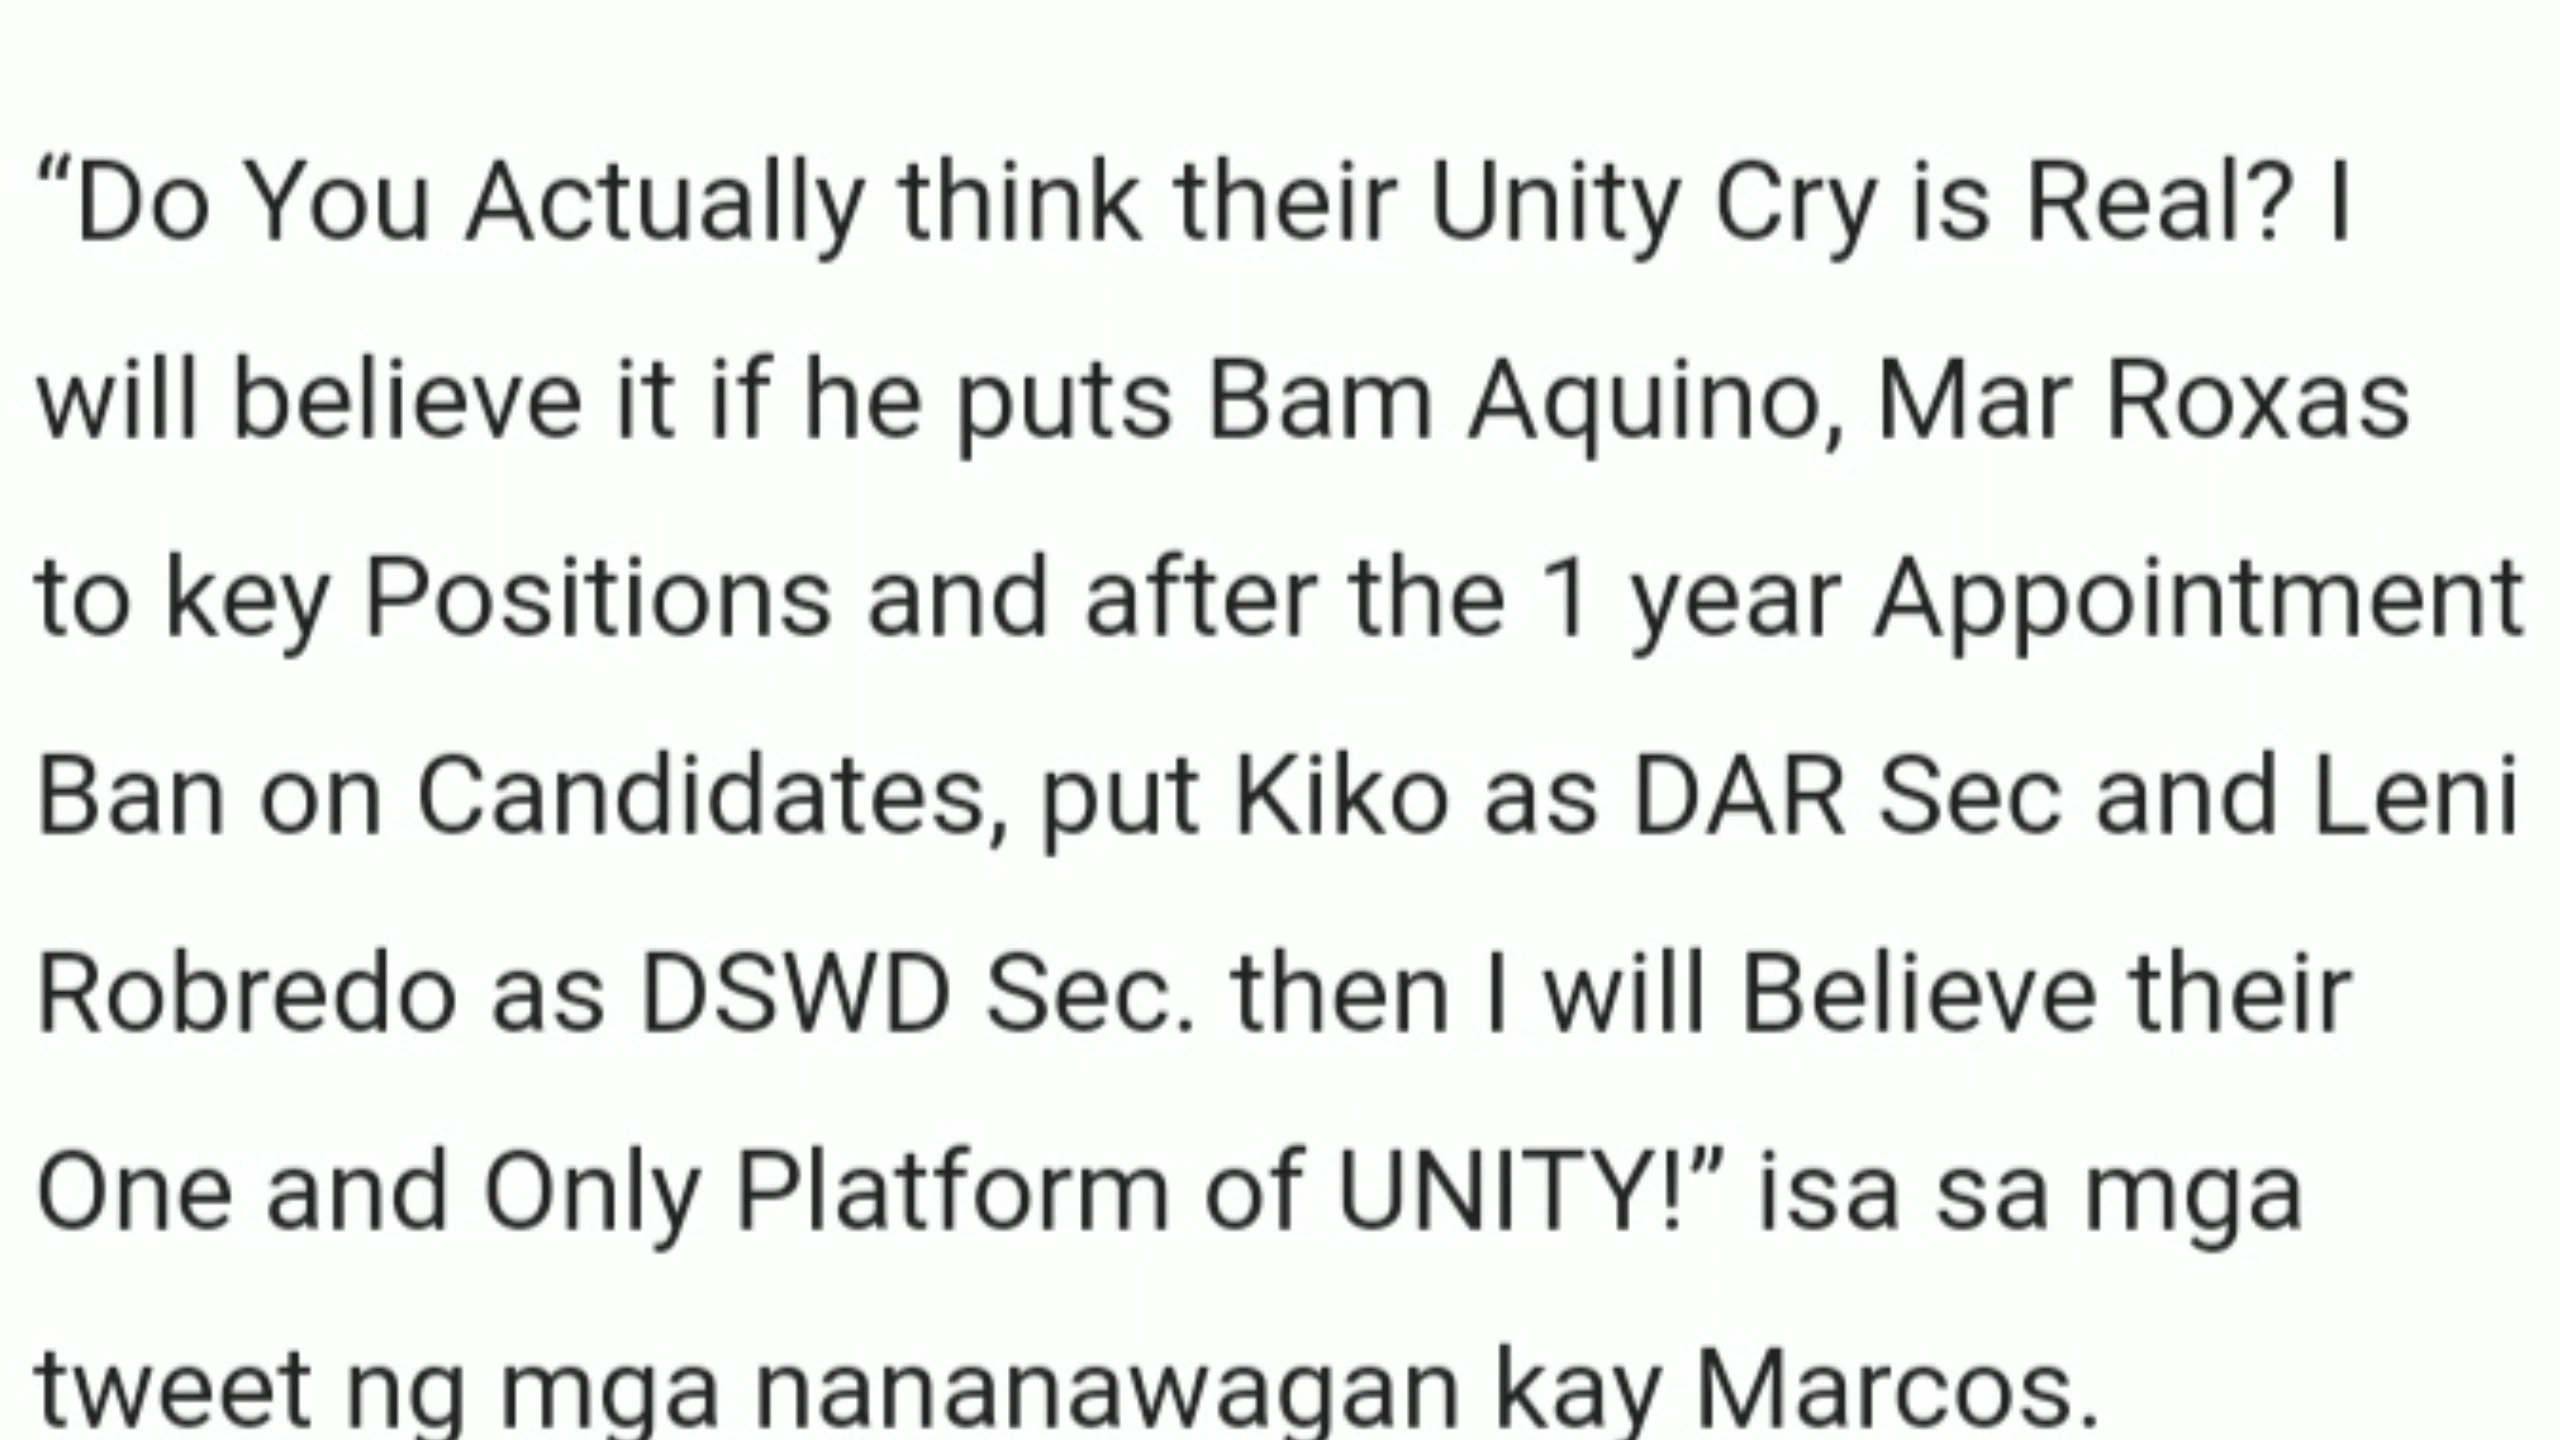 “Do You Actually think their Unity Cry is Real? I
will believe it if he puts Bam Aquino, Mar Roxas
to key Positions and after the 1 year Appointment
Ban on Candidates, put Kiko as DAR Sec and Leni
Robredo as DSWD Sec. then I will Believe their
One and Only Platform of UNITY!” isa sa mga
tweet ng mga nananawagan kay Marcos.